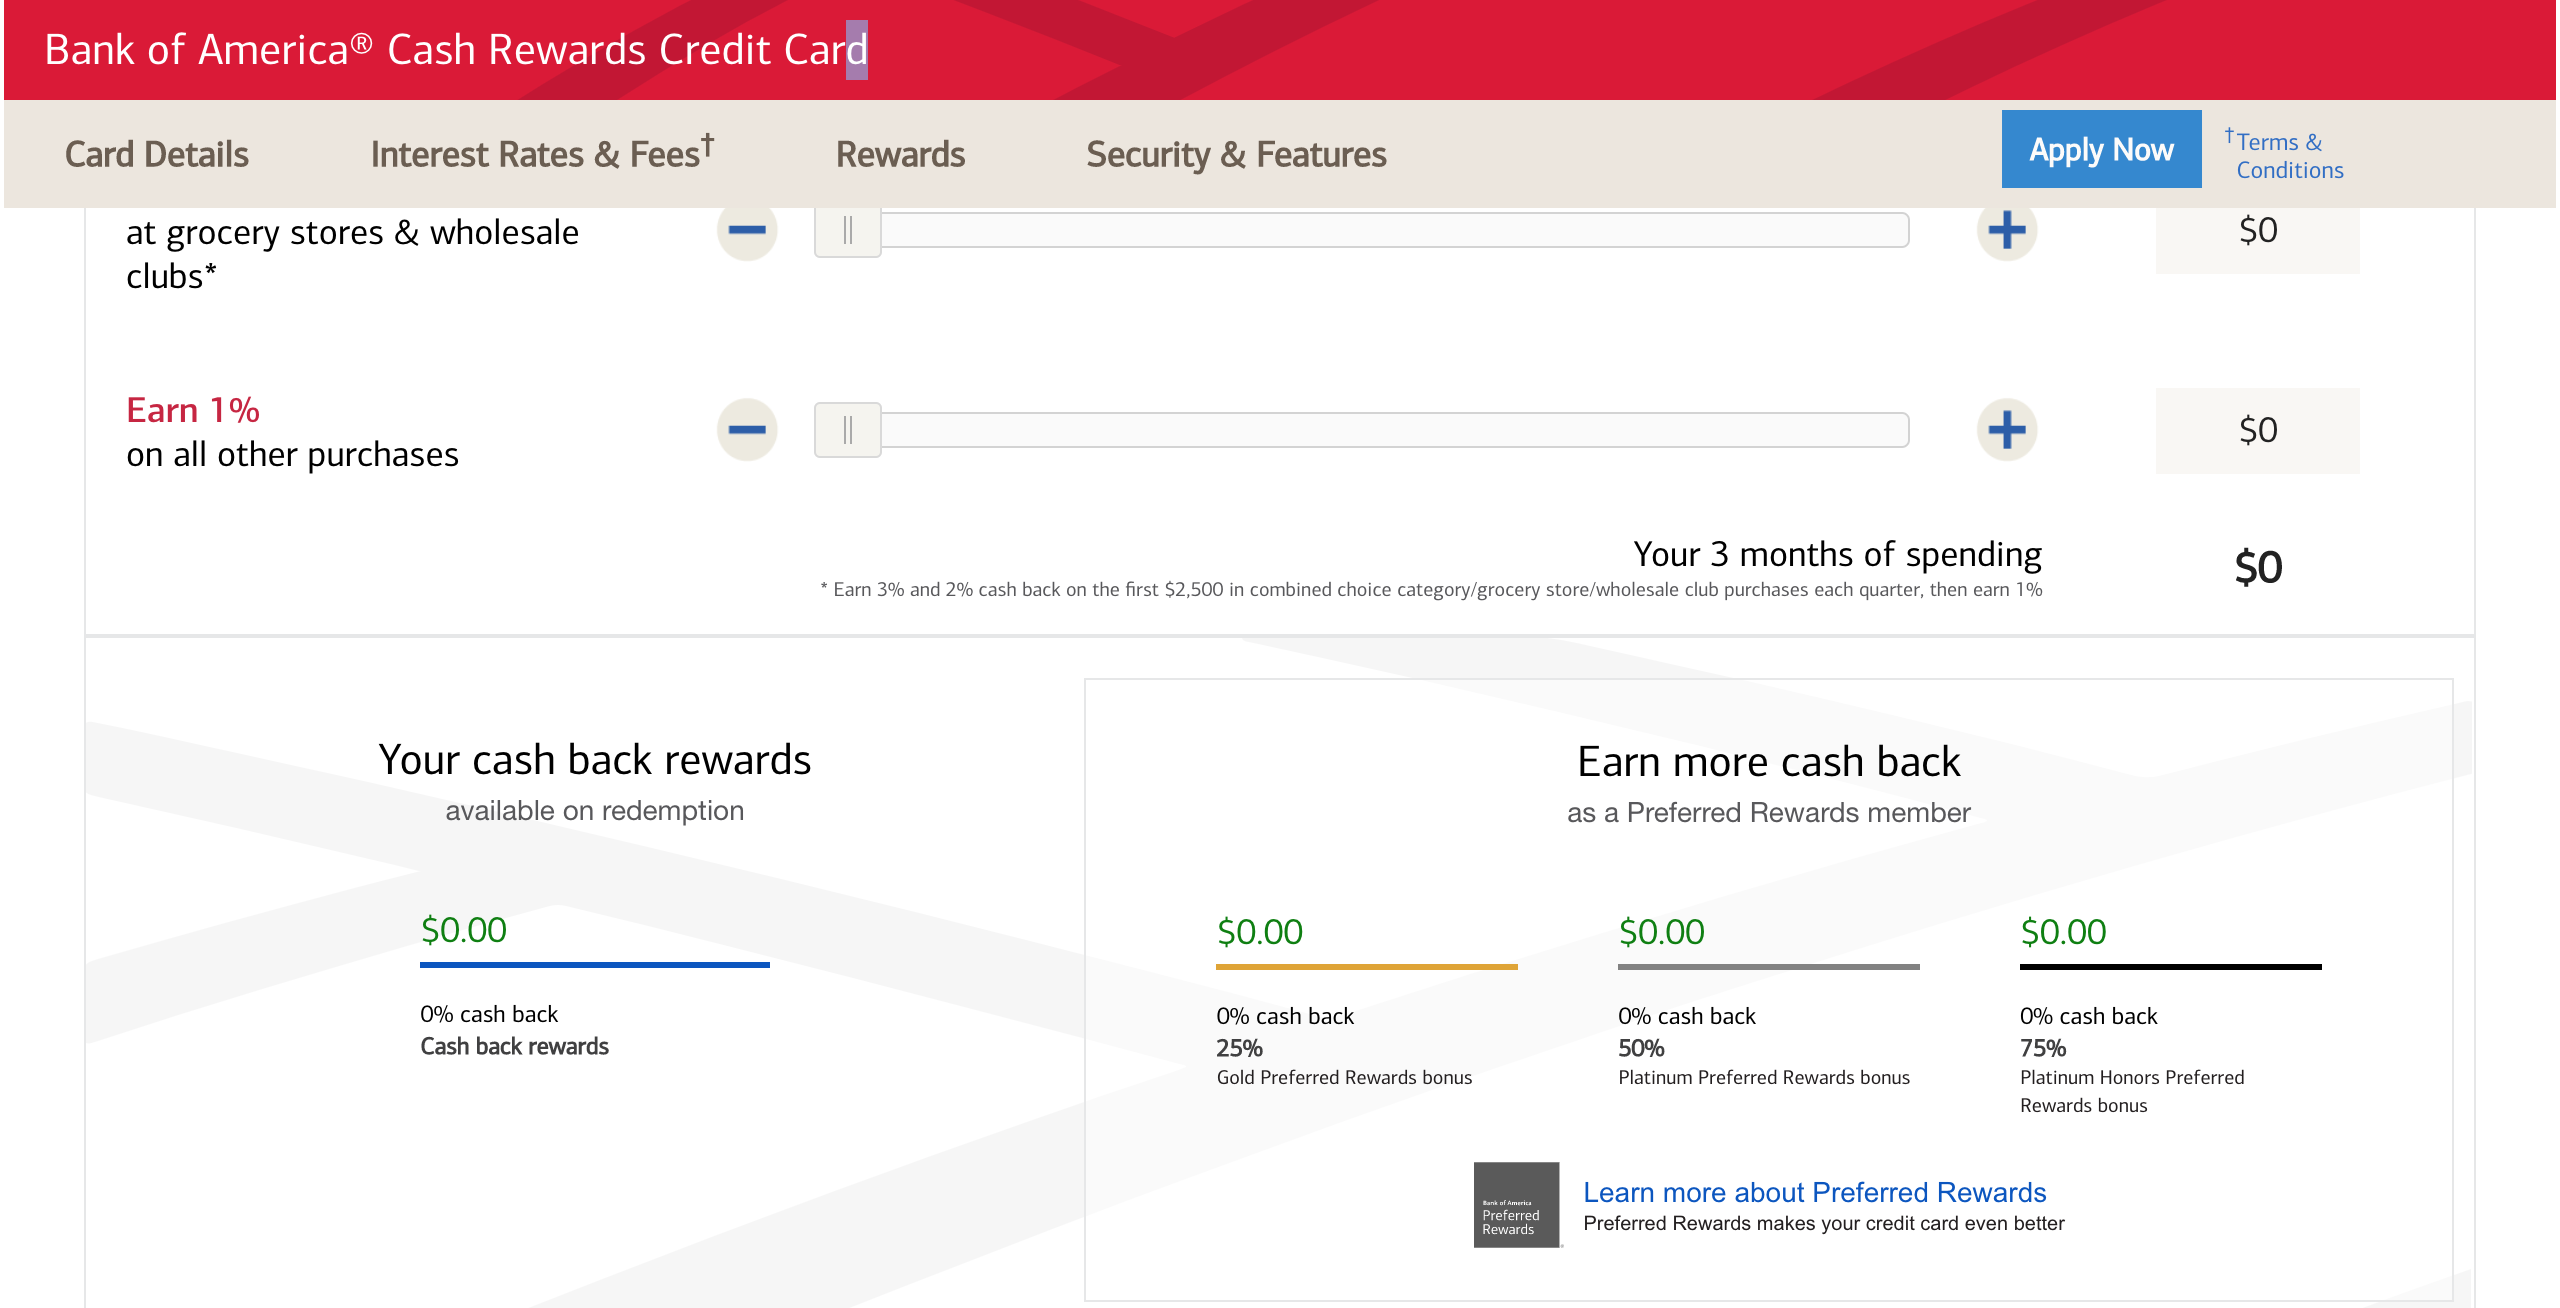 Bank of America® Cash Rewards Credit Card
Card Details
Interest Rates & Fees†
Rewards
Security & Features
Apply Now
†Terms &
Conditions
at grocery stores & wholesale
clubs*
$0
Earn 1%
on all other purchases
$0
Your 3 months of spending
$0
* Earn 3% and 2% cash back on the first $2,500 in combined choice category/grocery store/wholesale club purchases each quarter, then earn 1%
Your cash back rewards
available on redemption
$0.00
0% cash back
Cash back rewards
Earn more cash back
as a Preferred Rewards member
$0.00
0% cash back
25%
Gold Preferred Rewards bonus
$0.00
0% cash back
50%
Platinum Preferred Rewards bonus
$0.00
0% cash back
75%
Platinum Honors Preferred
Rewards bonus
Bank of America
Preferred
Rewards
Learn more about Preferred Rewards
Preferred Rewards makes your credit card even better